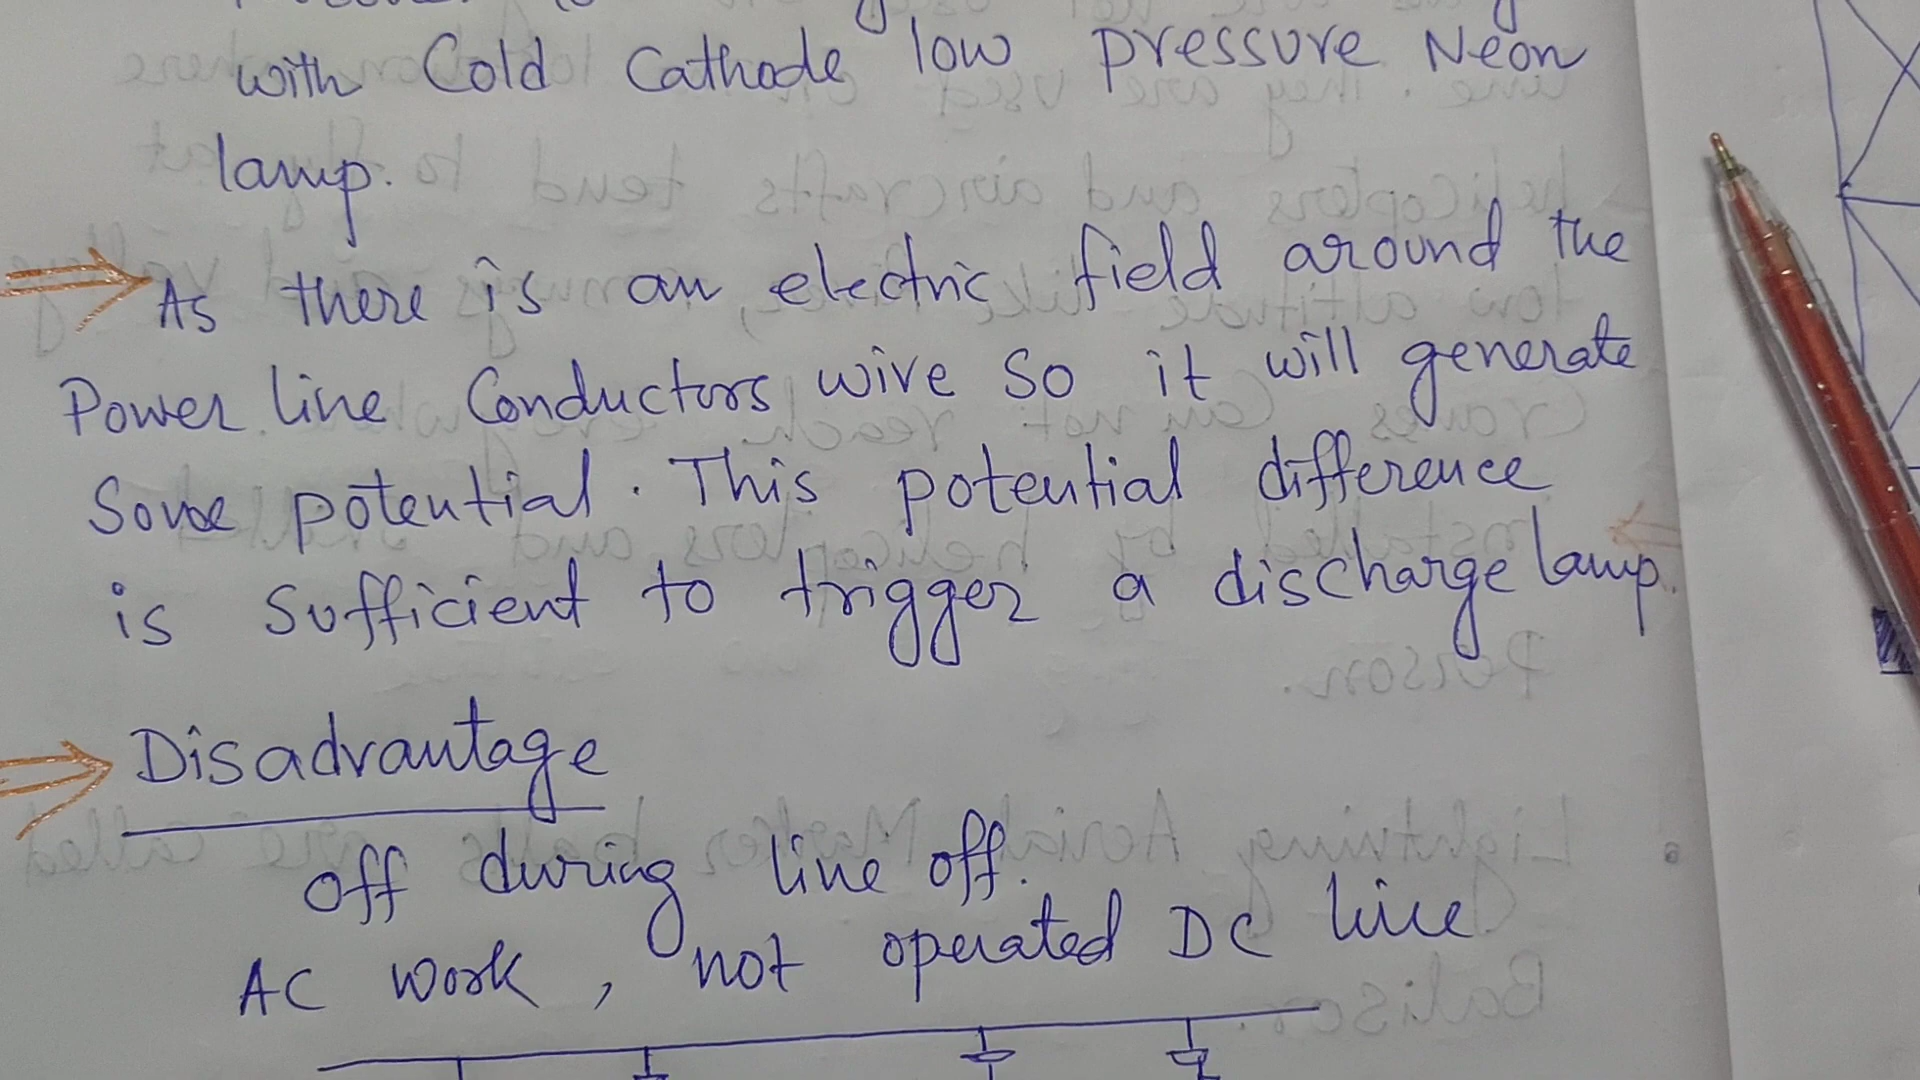 with Cold Cathode low pressure Neon
lamp.
As there is an electric field around the
Power line Conductors wire so it will generate
Some potential. This potential difference
is sufficient to trigger a discharge lamp.
Disadvantage
off during line off.
AC work, not operated DC line